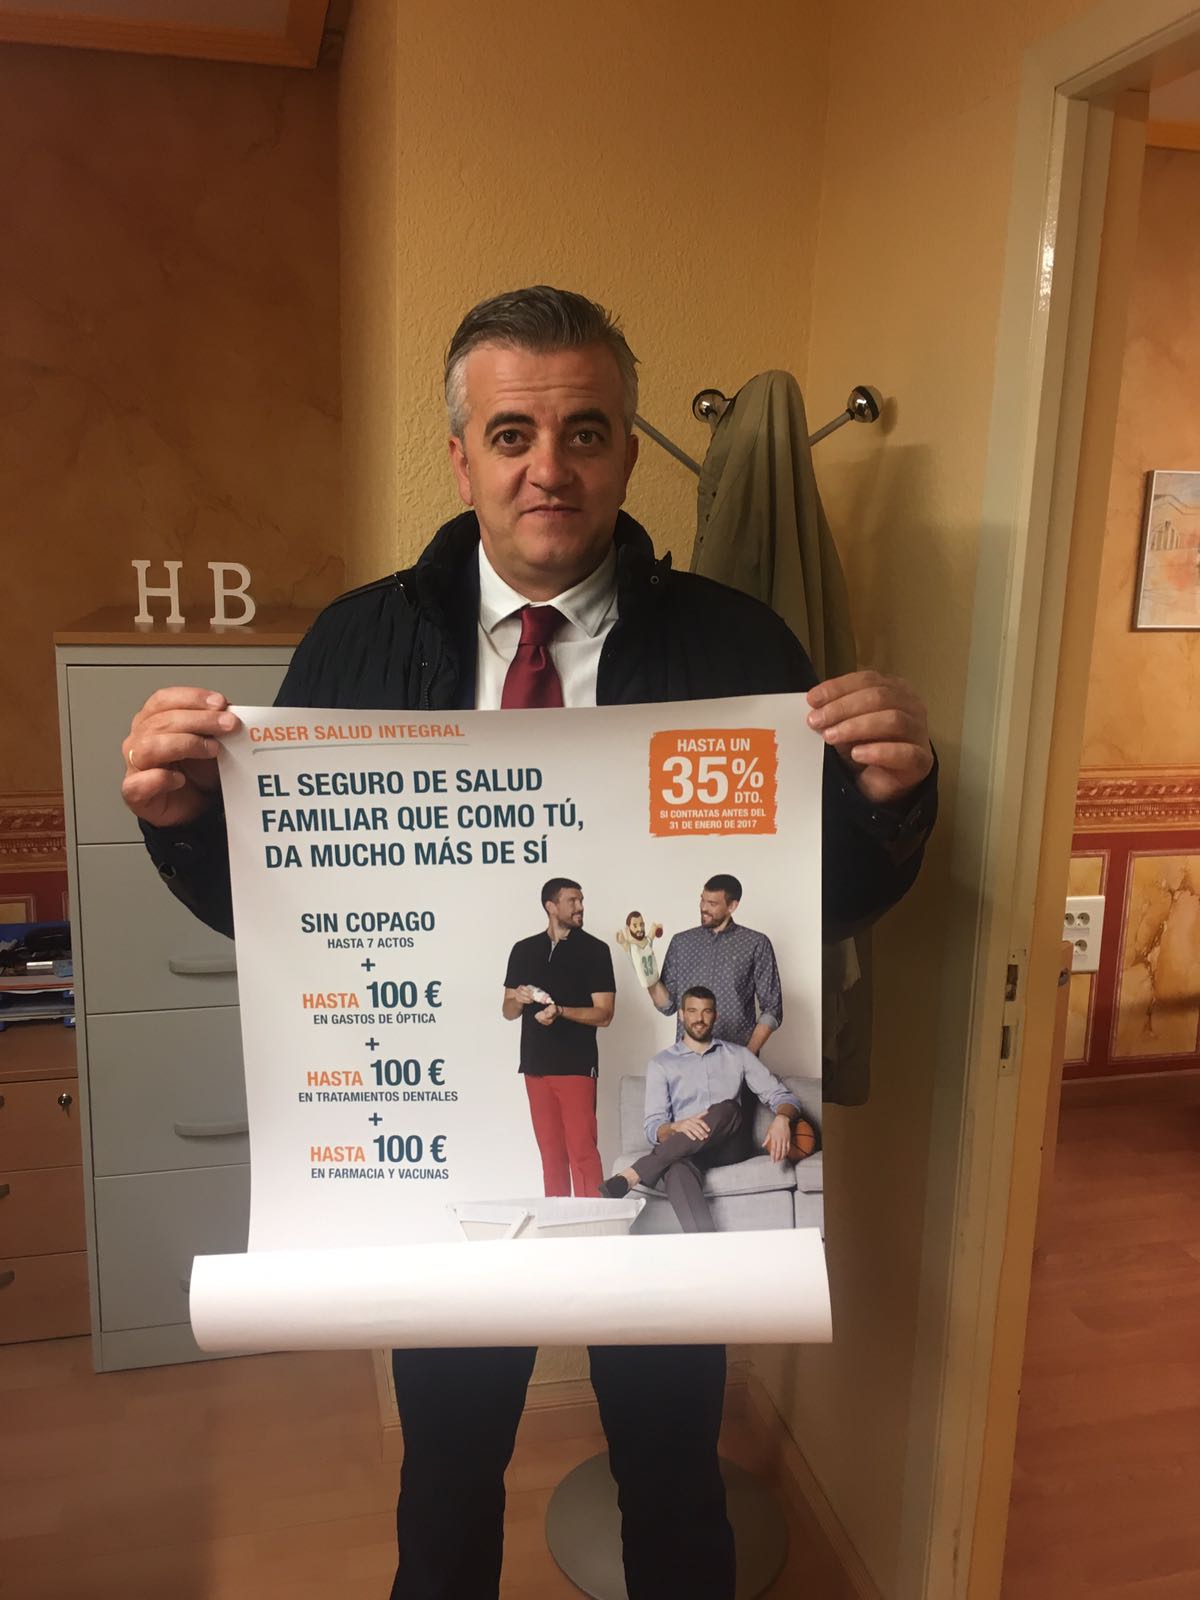 H B
CASER SALUD INTEGRAL
EL SEGURO DE SALUD
FAMILIAR QUE COMO TÚ,
DA MUCHO MÁS DE SÍ
HASTA UN
35%
DTO.
SI CONTRATAS ANTES DEL
31 DE ENERO DE 2017
SIN COPAGO
HASTA 7 ACTOS
+
HASTA 100 €
EN GASTOS DE ÓPTICA
+
HASTA 100 €
EN TRATAMIENTOS DENTALES
+
HASTA 100 €
EN FARMACIA Y VACUNAS
33